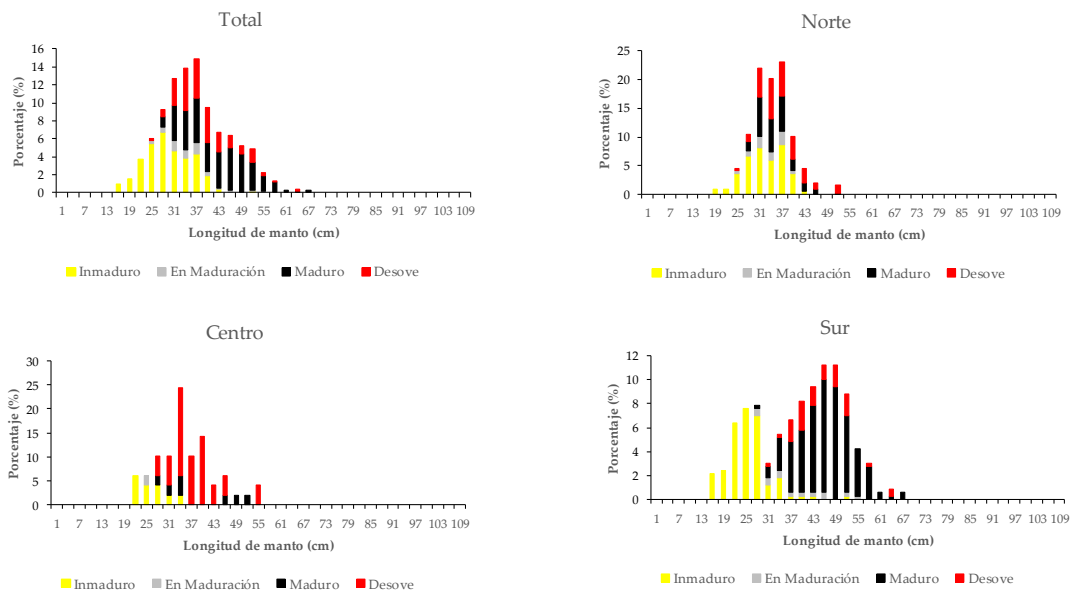 Total
Porcentaje (%)
16
14
12
10
8
6
4
2
0
1 7 13 19 25 31 37 43 49 55 61 67 73 79 85 91 97 103 109
Longitud de manto (cm)
Inmaduro En Maduración Maduro Desove
Norte
Porcentaje (%)
25
20
15
10
5
0
1 7 13 19 25 31 37 43 49 55 61 67 73 79 85 91 97 103 109
Longitud de manto (cm)
Inmaduro En Maduración Maduro Desove
Centro
Porcentaje (%)
30
25
20
15
10
5
0
1 7 13 19 25 31 37 43 49 55 61 67 73 79 85 91 97 103 109
Longitud de manto (cm)
Inmaduro En Maduración Maduro Desove
Sur
Porcentaje (%)
12
10
8
6
4
2
0
1 7 13 19 25 31 37 43 49 55 61 67 73 79 85 91 97 103 109
Longitud de manto (cm)
Inmaduro En Maduración Maduro Desove